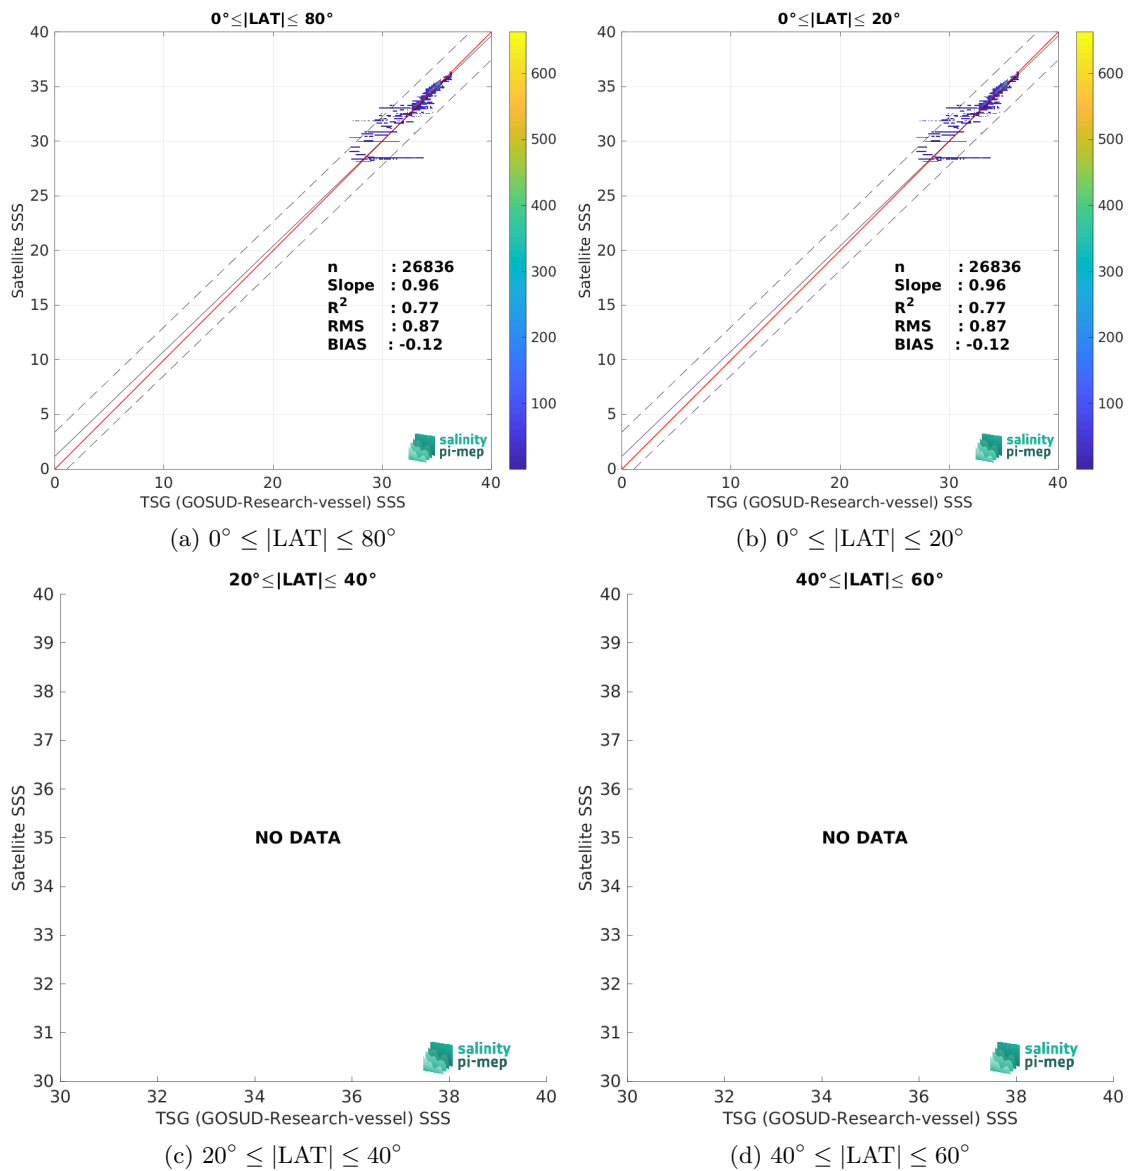 0°≤|LAT|≤ 80°
40
35
30
25
20
15
10
5
0
Satellite SSS
0
10
20
30
40
TSG (GOSUD-Research-vessel) SSS
600
500
400
300
200
100
n : 26836
Slope : 0.96
R² : 0.77
RMS : 0.87
BIAS : -0.12
salinity
pi-mep
(a) 0° ≤ |LAT| ≤ 80°
0°≤|LAT|≤ 20°
40
35
30
25
20
15
10
5
0
Satellite SSS
0
10
20
30
40
TSG (GOSUD-Research-vessel) SSS
600
500
400
300
200
100
n : 26836
Slope : 0.96
R² : 0.77
RMS : 0.87
BIAS : -0.12
salinity
pi-mep
(b) 0° ≤ |LAT| ≤ 20°
20°≤|LAT|≤ 40°
40
39
38
37
36
35
34
33
32
31
30
Satellite SSS
NO DATA
salinity
pi-mep
30
32
34
36
38
40
TSG (GOSUD-Research-vessel) SSS
(c) 20° ≤ |LAT| ≤ 40°
40°≤|LAT|≤ 60°
40
39
38
37
36
35
34
33
32
31
30
Satellite SSS
NO DATA
salinity
pi-mep
30
32
34
36
38
40
TSG (GOSUD-Research-vessel) SSS
(d) 40° ≤ |LAT| ≤ 60°